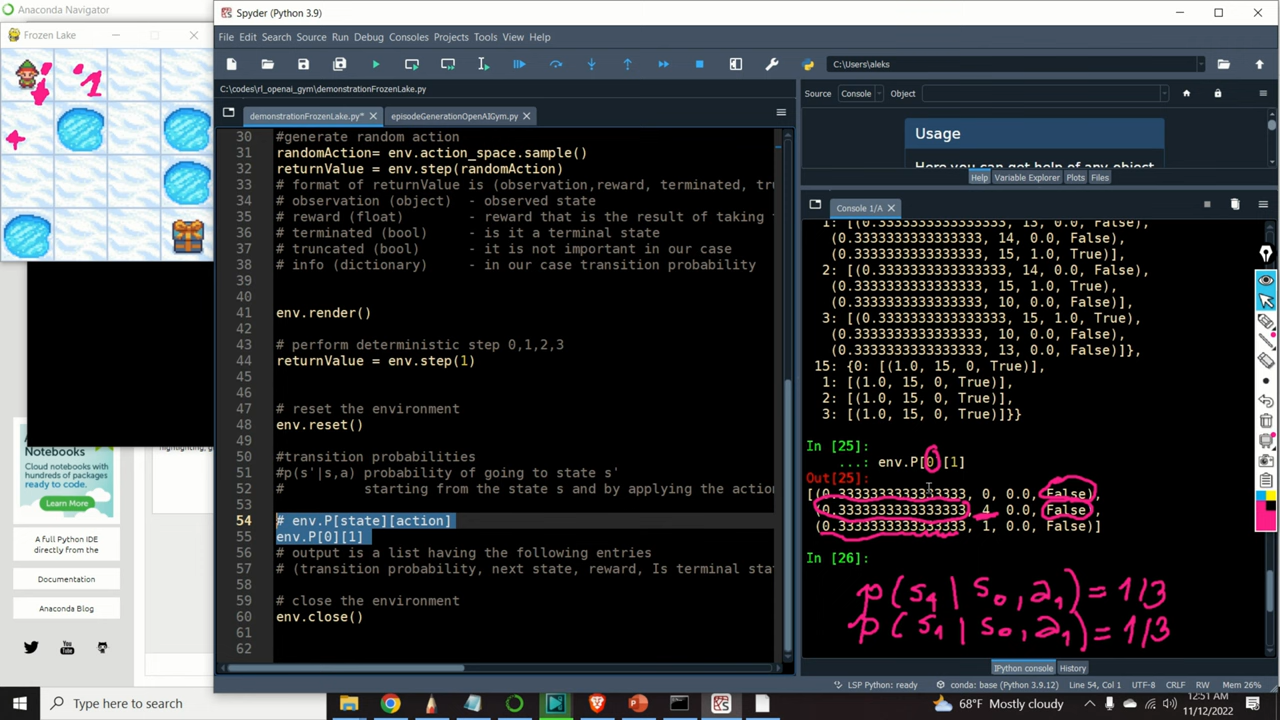 Anaconda Navigator
Frozen Lake
1
Notebooks
Cloud notebooks
ready to code.
Learn More
A full Python IDE
directly from the
Documentation
Anaconda Blog
Spyder (Python 3.9)
File Edit Search Source Run Debug Consoles Projects Tools View Help
C:\Users\aleks
C:\codes\rl_openai_gym\demonstrationFrozenLake.py
demonstrationFrozenLake.py* episodeGenerationOpenAIGym.py
30 #generate random action
31 randomAction= env.action_space.sample()
32 returnValue = env.step(randomAction)
33 # format of returnValue is (observation,reward, terminated, tru
34 # observation (object) - observed state
35 # reward (float) - reward that is the result of taking
36 # terminated (bool) - is it a terminal state
37 # truncated (bool) - it is not important in our case
38 # info (dictionary) - in our case transition probability
39
40
41 env.render()
42
43 # perform deterministic step 0,1,2,3
44 returnValue = env.step(1)
45
46
47 # reset the environment
48 env.reset()
49
50 #transition probabilities
51 #p(s'|s,a) probability of going to state s'
52 # starting from the state s and by applying the action
53
54 # env.P[state][action]
55 env.P[0][1]
56 # output is a list having the following entries
57 # (transition probability, next state, reward, Is terminal stat
58
59 # close the environment
60 env.close()
61
62
Source Console Object
Usage
Here you can get help of any object
Help Variable Explorer Plots Files
Console 1/A
1: [(0.3333333333333333, 13, 0.0, False),
(0.3333333333333333, 14, 0.0, False),
(0.3333333333333333, 15, 1.0, True)],
2: [(0.3333333333333333, 14, 0.0, False),
(0.3333333333333333, 15, 1.0, True),
(0.3333333333333333, 10, 0.0, False)],
3: [(0.3333333333333333, 15, 1.0, True),
(0.3333333333333333, 10, 0.0, False),
(0.3333333333333333, 13, 0.0, False)]},
15: {0: [(1.0, 15, 0, True)],
1: [(1.0, 15, 0, True)],
2: [(1.0, 15, 0, True)],
3: [(1.0, 15, 0, True)]}}
In [25]:
...: env.P[0][1]
Out[25]:
[(0.3333333333333333, 0, 0.0, False),
(0.3333333333333333, 4, 0.0, False),
(0.3333333333333333, 1, 0.0, False)]
In [26]:
p(s4 | s0, a1) = 1/3
p(s1 | s0, a1) = 1/3
IPython console History
LSP Python: ready conda: base (Python 3.9.12) Line 54, Col 1 UTF-8 CRLF RW Mem 26%
Type here to search
68°F Mostly cloudy
12:51 AM
11/12/2022